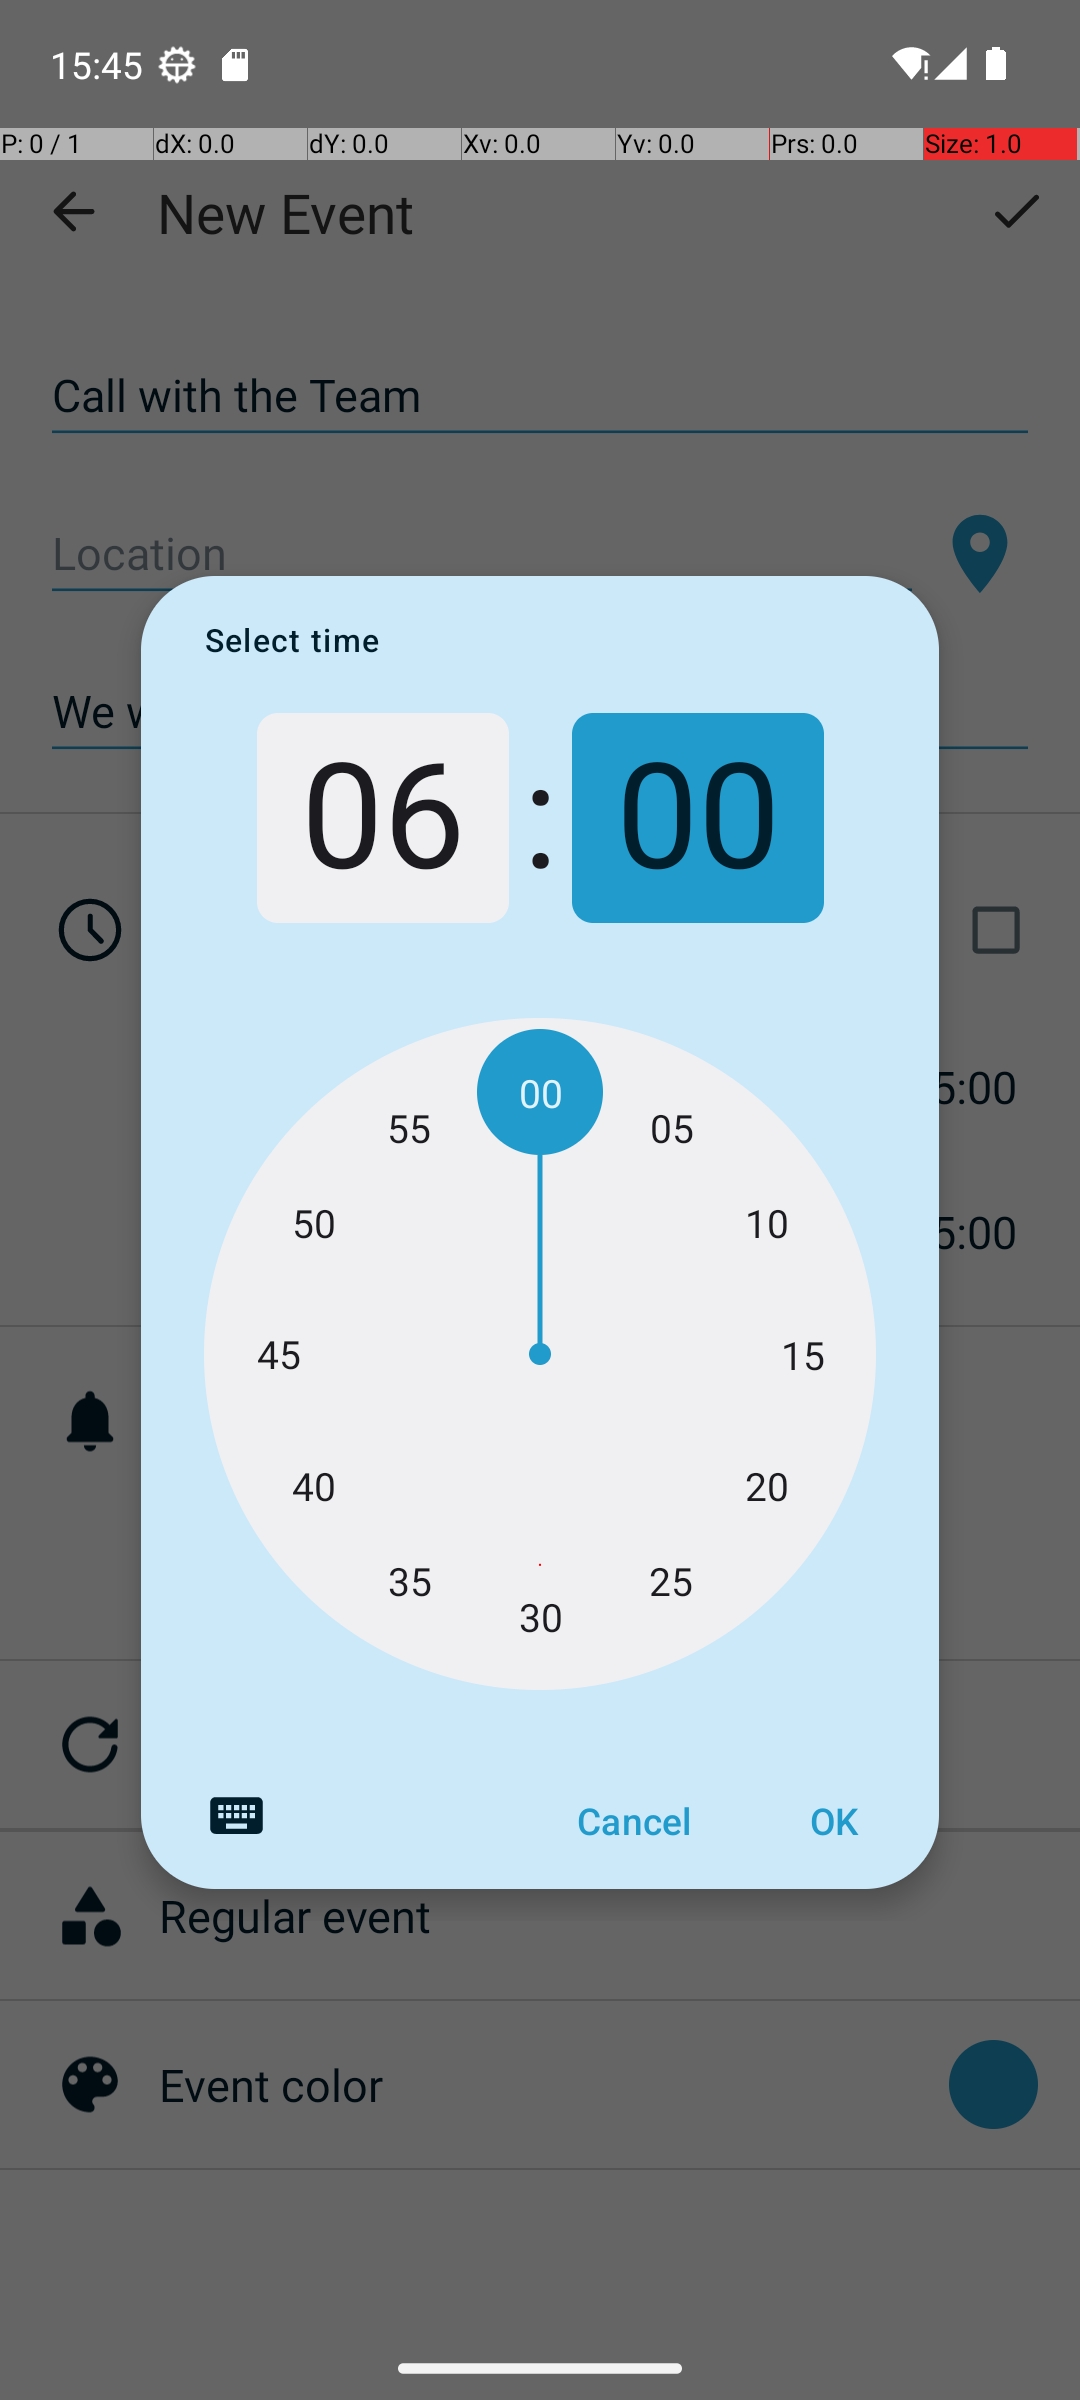 15:45
P: 0 / 1 dX: 0.0 dY: 0.0 Xv: 0.0 Yv: 0.0 Prs: 0.0 Size: 1.0
New Event
Call with the Team
Location
Select time
We
06:00
00
55 05
50 10
5:00
5:00
45 15
40 20
35 25
30
Cancel OK
Regular event
Event color